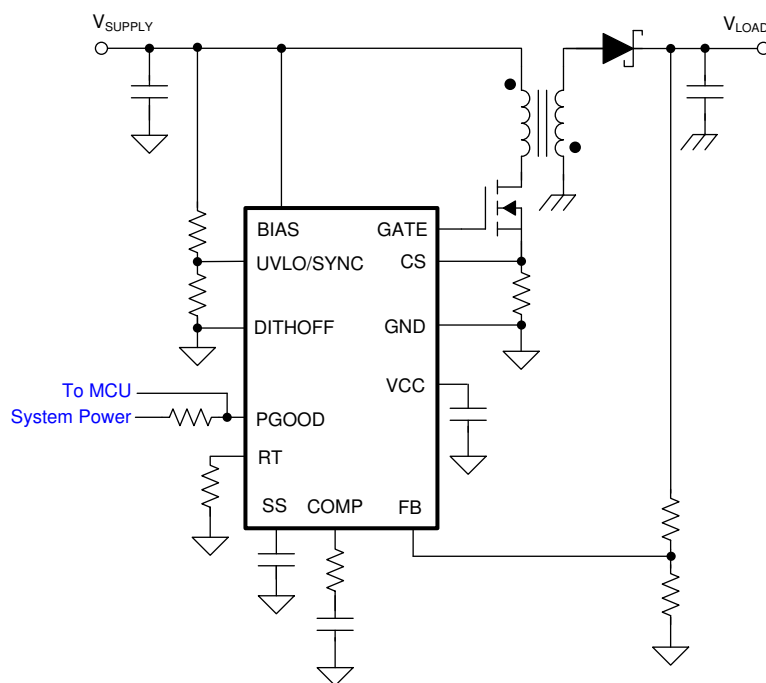 VSUPPLY
VLOAD
BIAS
GATE
UVLO/SYNC
CS
DITHOFF
GND
VCC
To MCU
System Power
PGOOD
RT
SS
COMP
FB